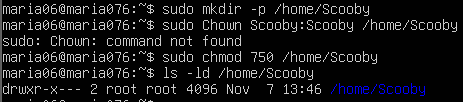 maria06@maria076:~$ sudo mkdir -p /home/Scooby
maria06@maria076:~$ sudo Chown Scooby:Scooby /home/Scooby
sudo: Chown: command not found
maria06@maria076:~$ sudo chmod 750 /home/Scooby
maria06@maria076:~$ ls -ld /home/Scooby
drwxr-x--- 2 root root 4096 Nov  7 13:46 /home/Scooby
maria06@maria076:~$